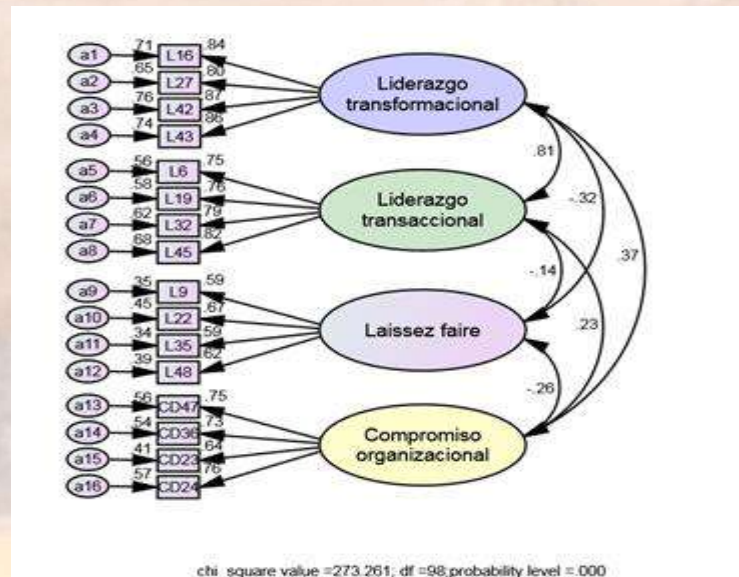 .71 .84
a1 L16
.65 .80
a2 L27
.76 .87
a3 L42
.74 .86
a4 L43
Liderazgo
transformacional
.56 .75
a5 L6
.58 .76
a6 L19
.62 .79
a7 L32
.68 .82
a8 L45
Liderazgo
transaccional
.35 .59
a9 L9
.45 .67
a10 L22
.34 .59
a11 L35
.39 .62
a12 L48
Laissez faire
.56 .75
a13 CD47
.54 .73
a14 CD36
.41 .64
a15 CD23
.57 .76
a16 CD24
Compromiso
organizacional
.81
-.32
.37
-.14
.23
-.26
chi square value =273.261; df =98;probability level =.000